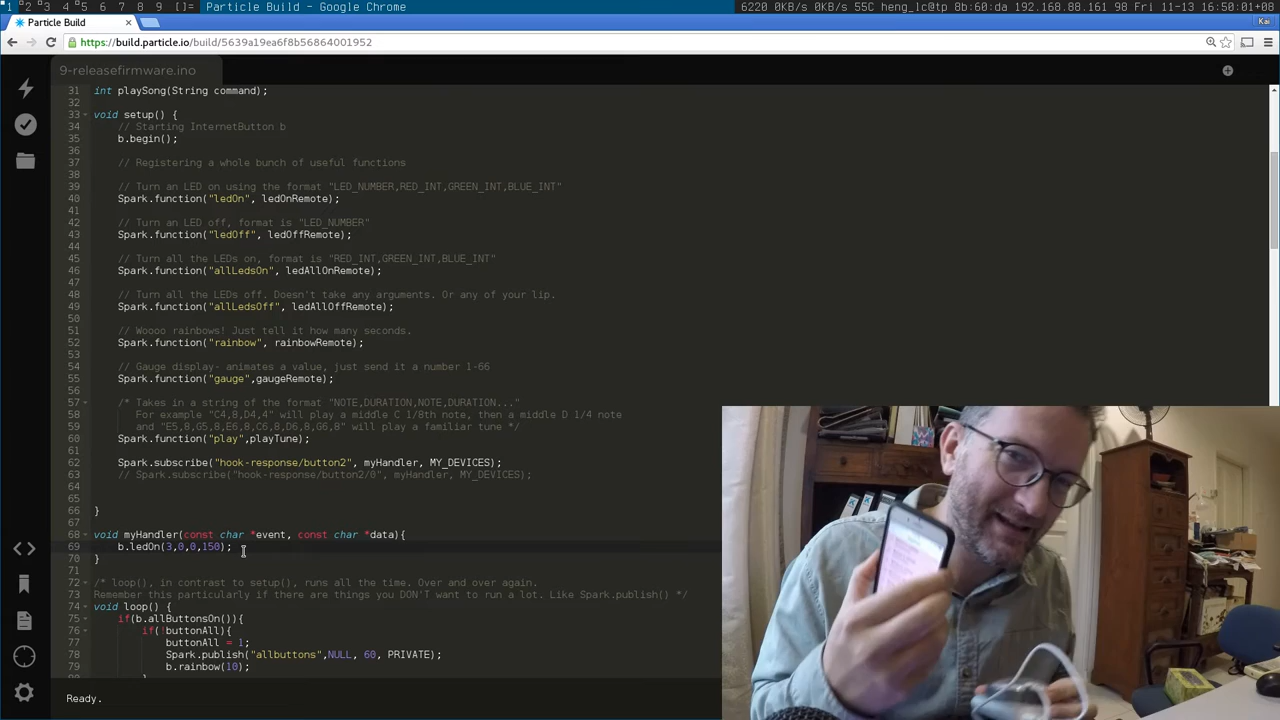 1 2 3 4 5 6 7 8 9 []= Particle Build - Google Chrome 6220 0KB/s 0KB/s 55C heng_lc@tp 8b:60:da 192.168.88.161 98 Fri 11-13 16:50:01+08
Particle Build × Kai
https://build.particle.io/build/5639a19ea6f8b56864001952
9-releasefirmware.ino
31 int playSong(String command);
32
33 void setup() {
34 // Starting InternetButton b
35 b.begin();
36
37 // Registering a whole bunch of useful functions
38
39 // Turn an LED on using the format "LED_NUMBER,RED_INT,GREEN_INT,BLUE_INT"
40 Spark.function("ledOn", ledOnRemote);
41
42 // Turn an LED off, format is "LED_NUMBER"
43 Spark.function("ledOff", ledOffRemote);
44
45 // Turn all the LEDs on, format is "RED_INT,GREEN_INT,BLUE_INT"
46 Spark.function("allLedsOn", ledAllOnRemote);
47
48 // Turn all the LEDs off. Doesn't take any arguments. Or any of your lip.
49 Spark.function("allLedsOff", ledAllOffRemote);
50
51 // Woooo rainbows! Just tell it how many seconds.
52 Spark.function("rainbow", rainbowRemote);
53
54 // Gauge display- animates a value, just send it a number 1-66
55 Spark.function("gauge",gaugeRemote);
56
57 /* Takes in a string of the format "NOTE,DURATION,NOTE,DURATION..."
58 For example "C4,8,D4,4" will play a middle C 1/8th note, then a middle D 1/4 note
59 and "E5,8,G5,8,E6,8,C6,8,D6,8,G6,8" will play a familiar tune */
60 Spark.function("play",playTune);
61
62 Spark.subscribe("hook-response/button2", myHandler, MY_DEVICES);
63 // Spark.subscribe("hook-response/button2/0", myHandler, MY_DEVICES);
64
65
66 }
68 void myHandler(const char *event, const char *data){
69 b.ledOn(3,0,0,150);
70 }
71
72 /* loop(), in contrast to setup(), runs all the time. Over and over again.
73 Remember this particularly if there are things you DON'T want to run a lot. Like Spark.publish() */
74 void loop() {
75 if(b.allButtonsOn()){
76 if(!buttonAll){
77 buttonAll = 1;
78 Spark.publish("allbuttons",NULL, 60, PRIVATE);
79 b.rainbow(10);
Ready.